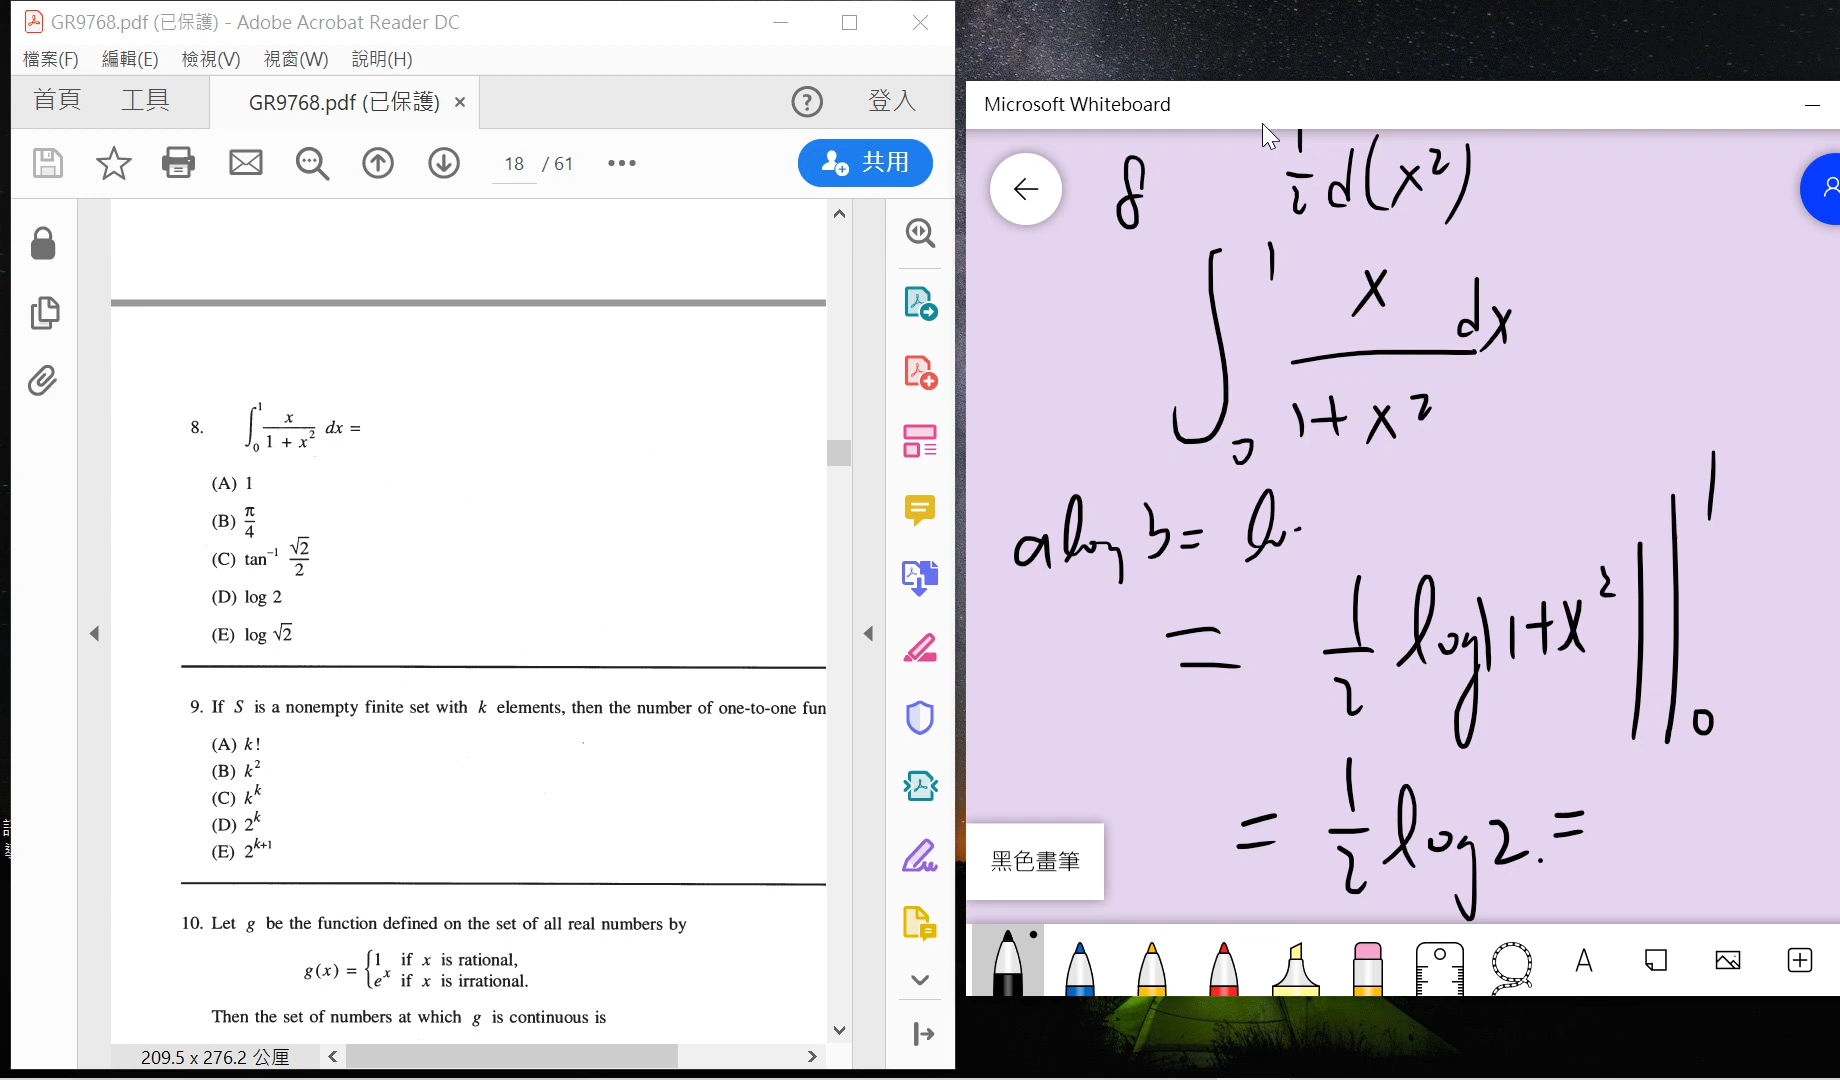 GR9768.pdf (已保護) - Adobe Acrobat Reader DC
檔案(F) 編輯(E) 檢視(V) 視窗(W) 說明(H)
首頁 工具 GR9768.pdf (已保護) × ? 登入
18 / 61 ••• 共用
8. ∫₀¹ x/(1 + x²) dx =
(A) 1
(B) π/4
(C) tan⁻¹ √2/2
(D) log 2
(E) log √2
9. If S is a nonempty finite set with k elements, then the number of one-to-one fun
(A) k!
(B) k²
(C) kᵏ
(D) 2ᵏ
(E) 2ᵏ⁺¹
10. Let g be the function defined on the set of all real numbers by
g(x) = { 1 if x is rational,
eˣ if x is irrational.
Then the set of numbers at which g is continuous is
209.5 x 276.2 公厘
Microsoft Whiteboard
8 1/2 d(x²)
∫₀¹ x dx / 1+x²
a log b =
= 1/2 log|1+x²| |₀¹
= 1/2 log 2. =
黑色畫筆
A